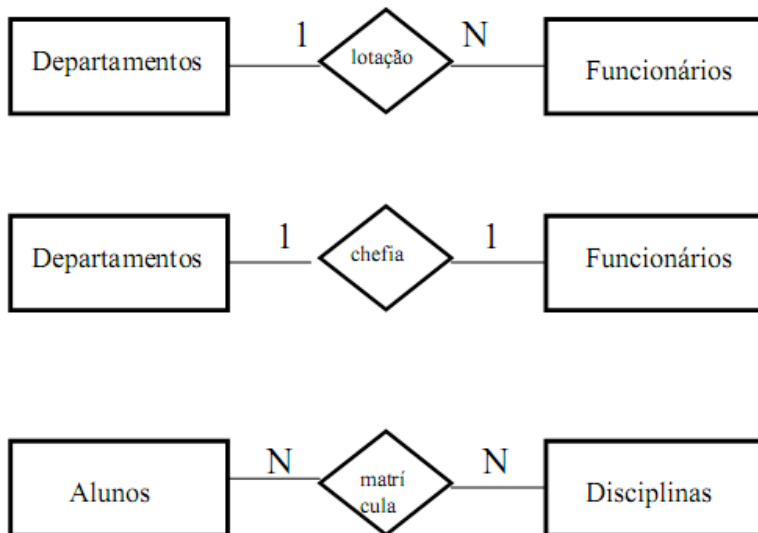 Departamentos 1 lotação N Funcionários
Departamentos 1 chefia 1 Funcionários
Alunos N matrí N Disciplinas
cula